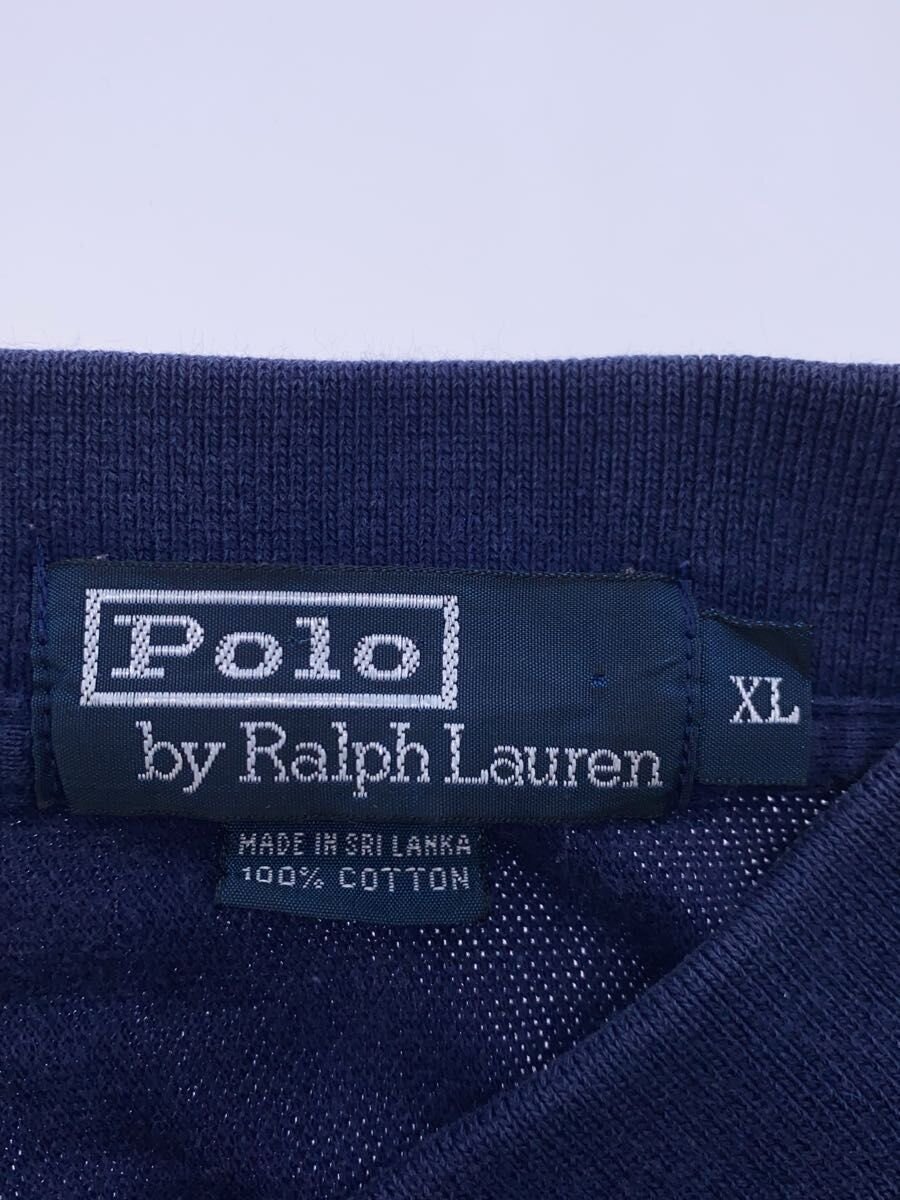 Polo
by Ralph Lauren
XL
MADE IN SRI LANKA
100% COTTON